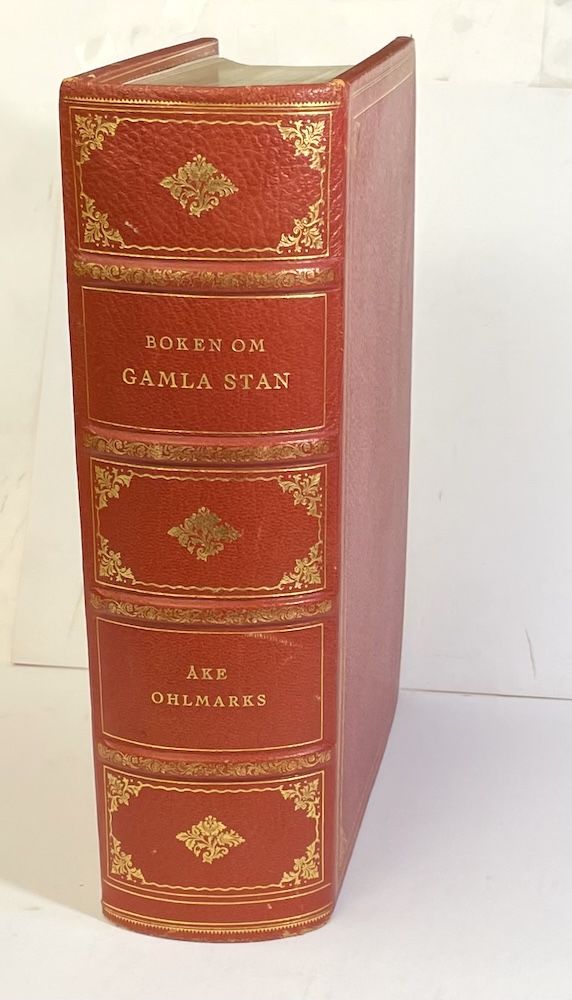 BOKEN OM
GAMLA STAN
ÅKE
OHLMARKS